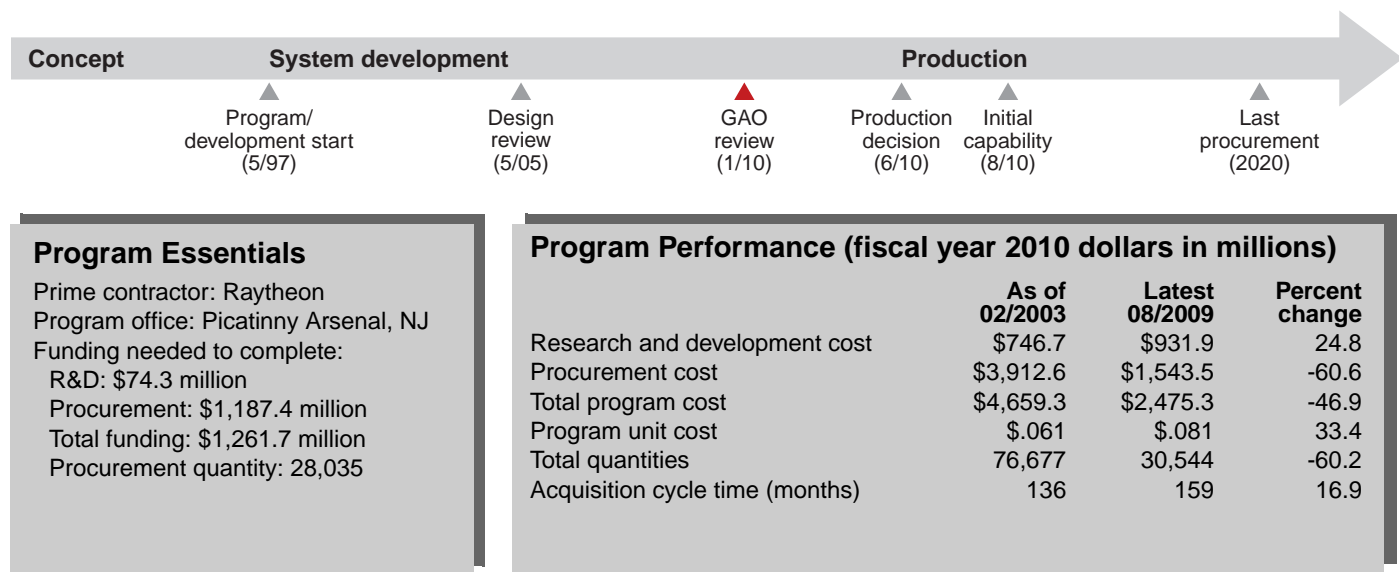 Concept System development Production
Program/
development start
(5/97)
Design
review
(5/05)
GAO
review
(1/10)
Production
decision
(6/10)
Initial
capability
(8/10)
Last
procurement
(2020)
Program Essentials
Prime contractor: Raytheon
Program office: Picatinny Arsenal, NJ
Funding needed to complete:
R&D: $74.3 million
Procurement: $1,187.4 million
Total funding: $1,261.7 million
Procurement quantity: 28,035
Program Performance (fiscal year 2010 dollars in millions)
As of Latest Percent
02/2003 08/2009 change
Research and development cost $746.7 $931.9 24.8
Procurement cost $3,912.6 $1,543.5 -60.6
Total program cost $4,659.3 $2,475.3 -46.9
Program unit cost $.061 $.081 33.4
Total quantities 76,677 30,544 -60.2
Acquisition cycle time (months) 136 159 16.9